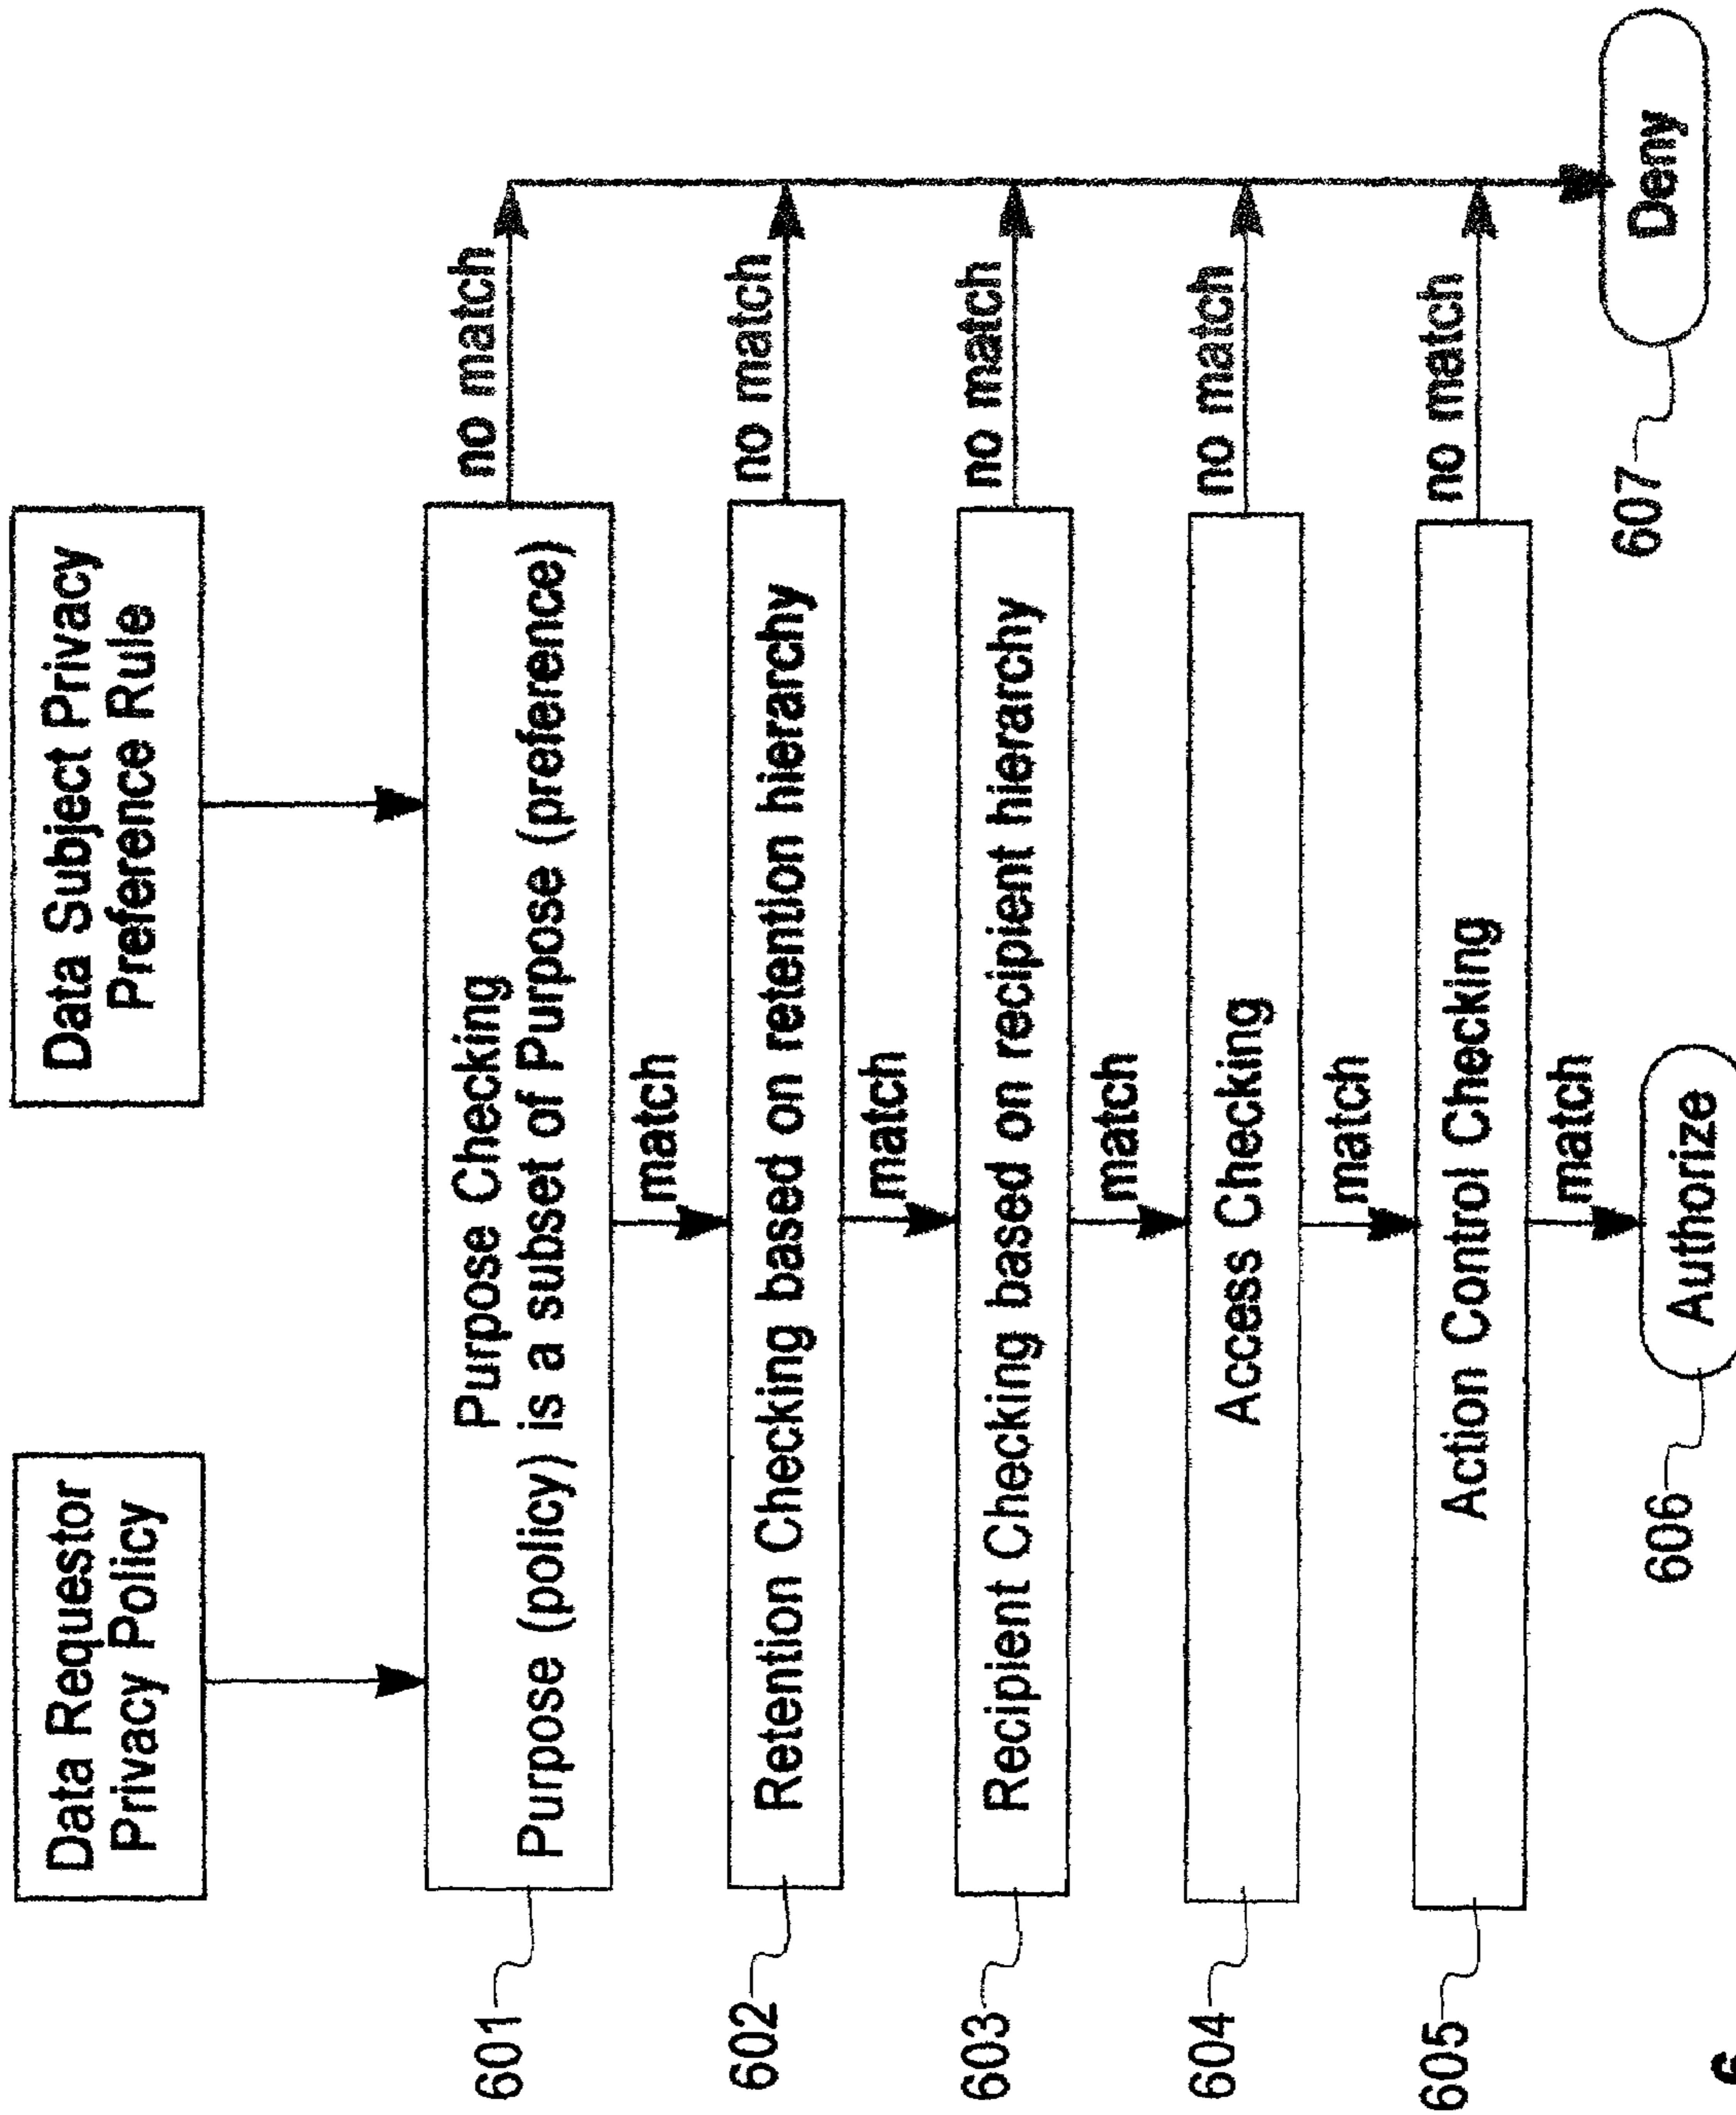 Data Requestor
Privacy Policy
Data Subject Privacy
Preference Rule
601
Purpose Checking
Purpose (policy) is a subset of Purpose (preference)
no match
match
602
Retention Checking based on retention hierarchy
no match
match
603
Recipient Checking based on recipient hierarchy
no match
match
604
Access Checking
no match
match
605
Action Control Checking
no match
match
606
Authorize
607
Deny
6